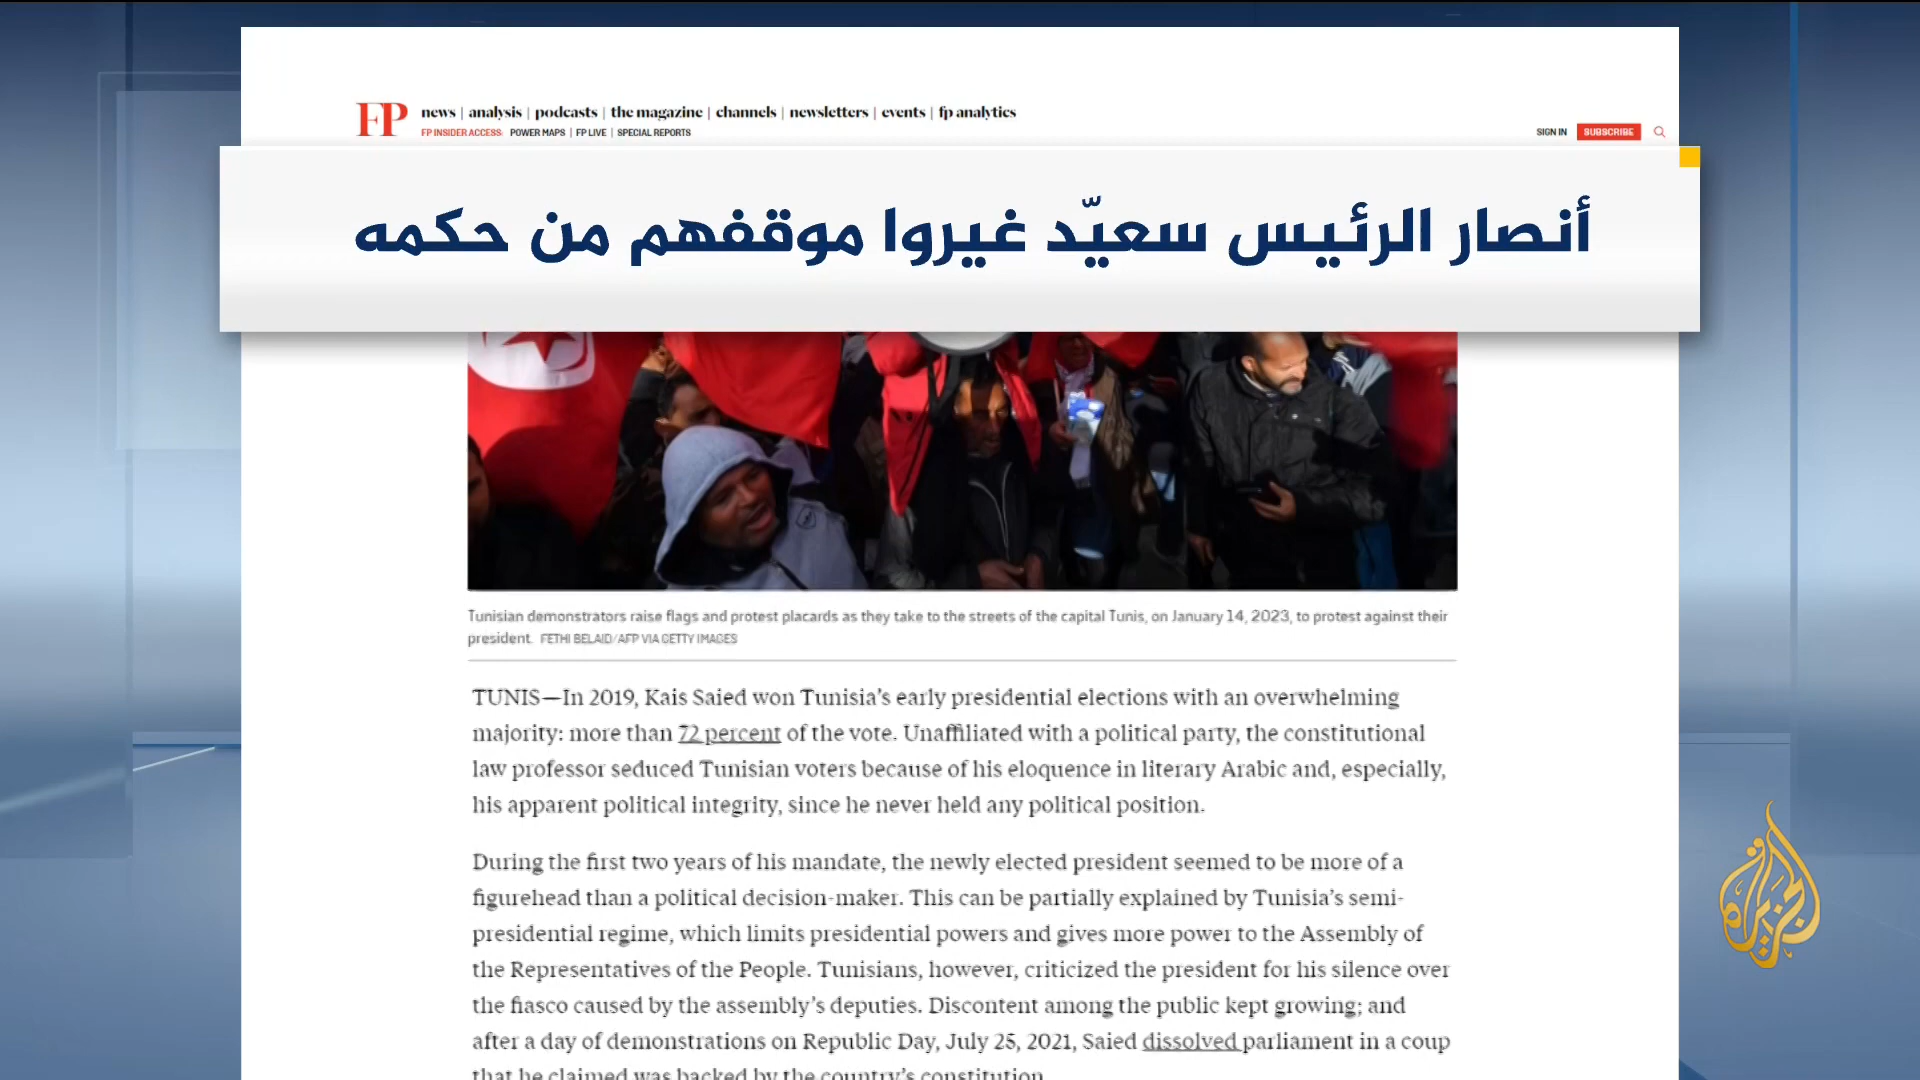 FP
news | analysis | podcasts | the magazine | channels | newsletters | events | fp analytics
FP INSIDER ACCESS: POWER MAPS | FP LIVE | SPECIAL REPORTS
SIGN IN SUBSCRIBE
أنصار الرئيس سعيّد غيروا موقفهم من حكمه
Tunisian demonstrators raise flags and protest placards as they take to the streets of the capital Tunis, on January 14, 2023, to protest against their
president. FETHI BELAID/AFP VIA GETTY IMAGES
TUNIS—In 2019, Kais Saied won Tunisia's early presidential elections with an overwhelming
majority: more than 72 percent of the vote. Unaffiliated with a political party, the constitutional
law professor seduced Tunisian voters because of his eloquence in literary Arabic and, especially,
his apparent political integrity, since he never held any political position.
During the first two years of his mandate, the newly elected president seemed to be more of a
figurehead than a political decision-maker. This can be partially explained by Tunisia's semi-
presidential regime, which limits presidential powers and gives more power to the Assembly of
the Representatives of the People. Tunisians, however, criticized the president for his silence over
the fiasco caused by the assembly's deputies. Discontent among the public kept growing; and
after a day of demonstrations on Republic Day, July 25, 2021, Saied dissolved parliament in a coup
that he claimed was backed by the country's constitution.
الجزيرة